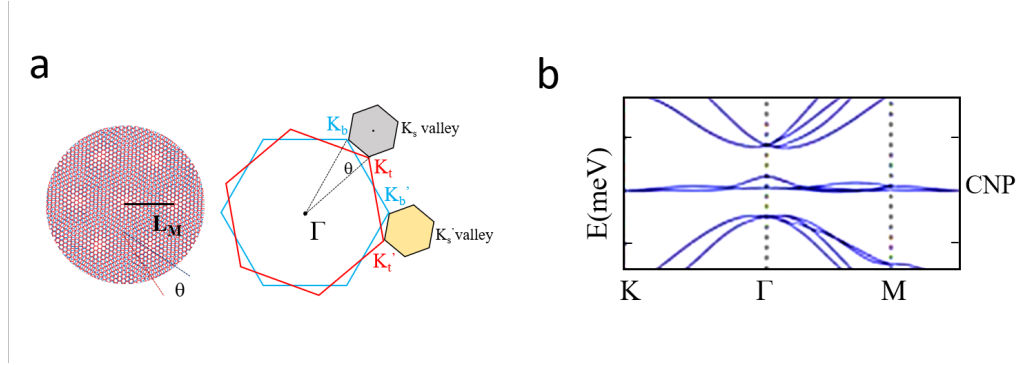 a
L_M
θ
K_b
K_s valley
θ
K_t
K_b'
Γ
K_s' valley
K_t'
b
E(meV)
CNP
K Γ M